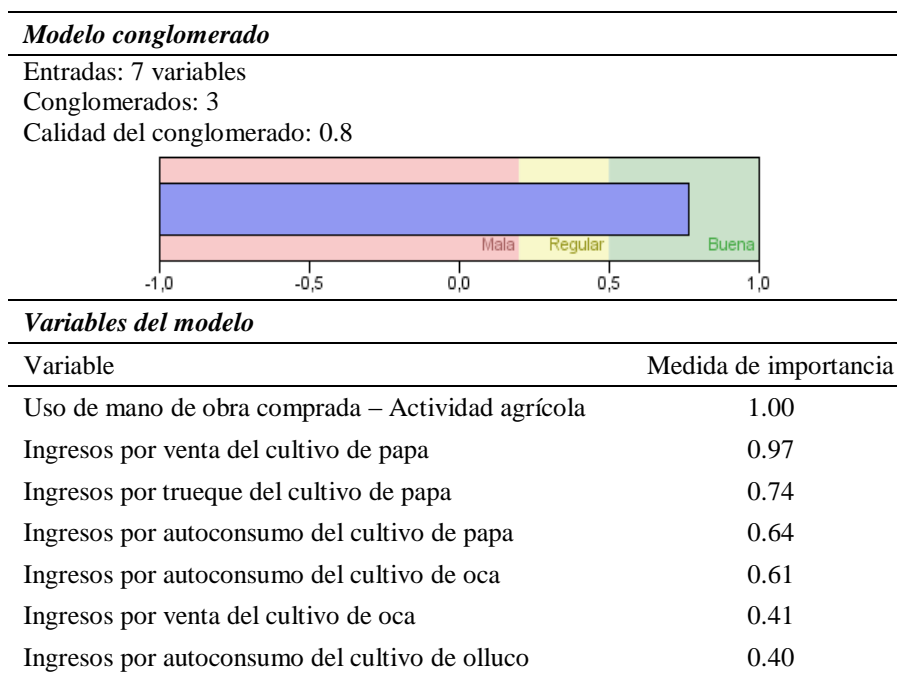 Modelo conglomerado
Entradas: 7 variables
Conglomerados: 3
Calidad del conglomerado: 0.8
Mala Regular Buena
-1,0 -0,5 0,0 0,5 1,0
Variables del modelo
Variable Medida de importancia
Uso de mano de obra comprada – Actividad agrícola 1.00
Ingresos por venta del cultivo de papa 0.97
Ingresos por trueque del cultivo de papa 0.74
Ingresos por autoconsumo del cultivo de papa 0.64
Ingresos por autoconsumo del cultivo de oca 0.61
Ingresos por venta del cultivo de oca 0.41
Ingresos por autoconsumo del cultivo de olluco 0.40